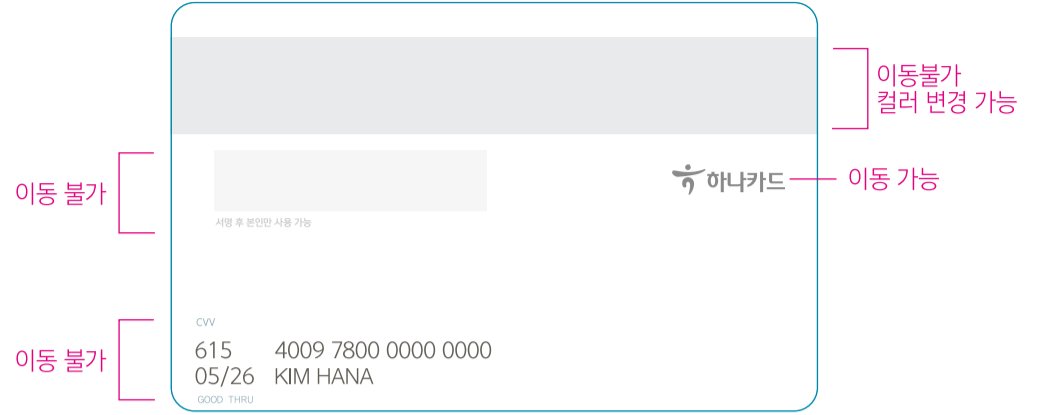 이동불가
컬러 변경 가능
이동 불가
하나카드
이동 가능
서명 후 본인만 사용 가능
CVV
이동 불가
615 4009 7800 0000 0000
05/26 KIM HANA
GOOD THRU